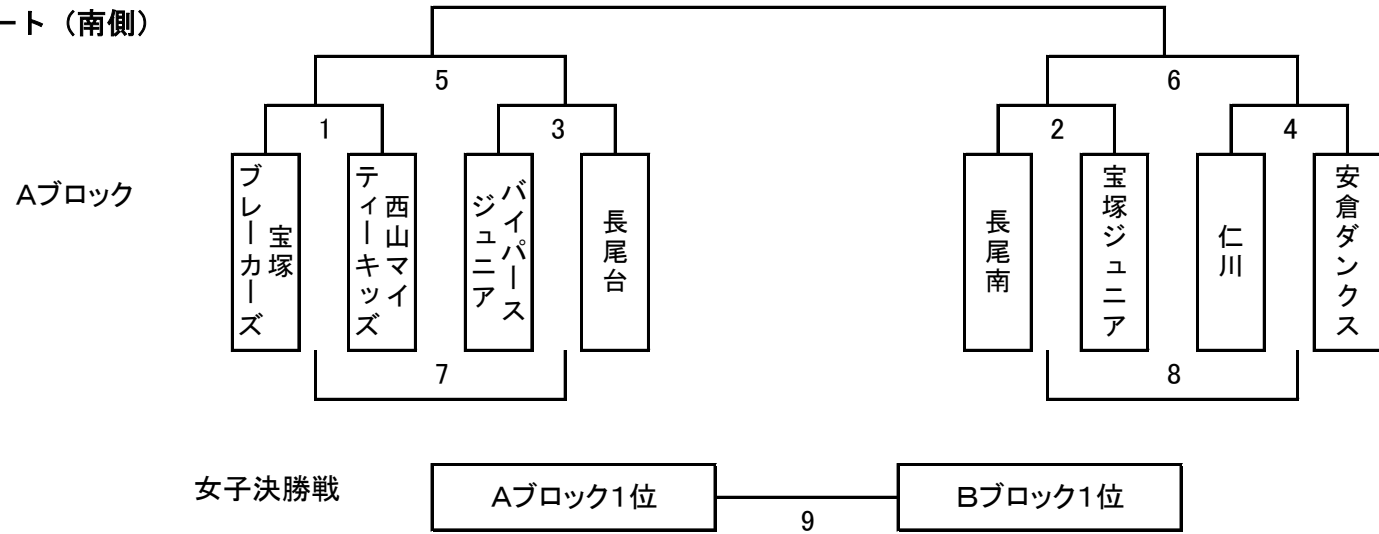 ート（南側）
5
6
1
3
2
4
Aブロック
宝塚
ブレーカーズ
西山マイ
ティーキッズ
バイパース
ジュニア
長尾台
長尾南
宝塚ジュニア
仁川
安倉ダンクス
7
8
女子決勝戦
Aブロック1位
Bブロック1位
9